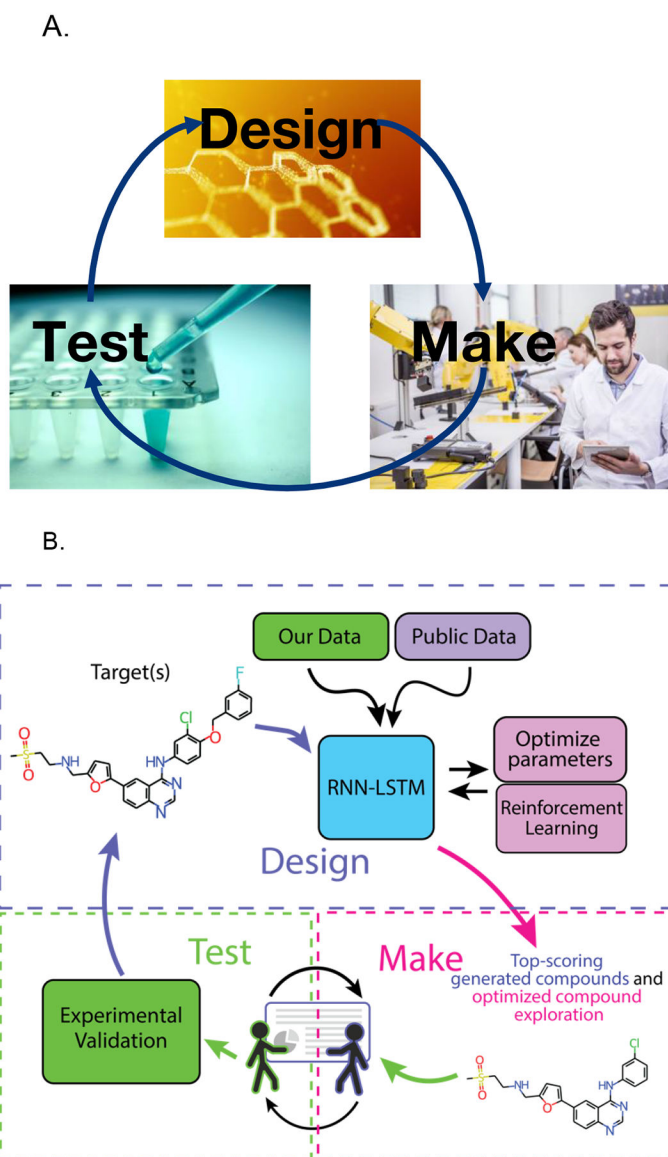 A.
Design
Test
Make
B.
Our Data
Public Data
Target(s)
F
Cl
O
HN
O
S
O
NH
O
N
N
RNN-LSTM
Optimize
parameters
Reinforcement
Learning
Design
Test
Make
Top-scoring
generated compounds and
optimized compound
exploration
Experimental
Validation
Cl
O
S
O
NH
O
HN
N
N